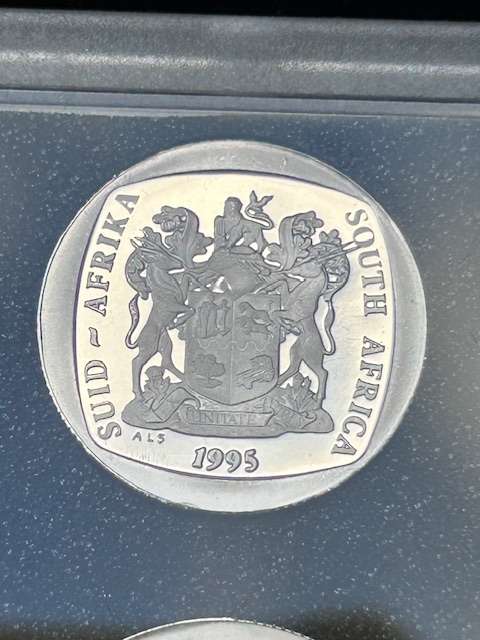 SUID ~ AFRIKA
SOUTH AFRICA
UNITATE
ALS
1995